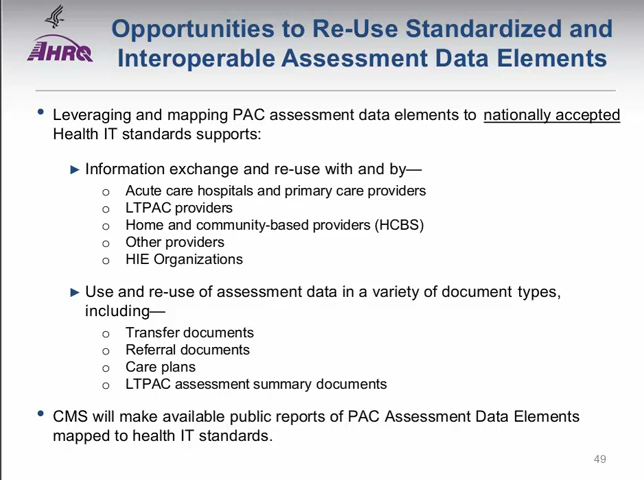 AHRQ
Opportunities to Re-Use Standardized and
Interoperable Assessment Data Elements
• Leveraging and mapping PAC assessment data elements to nationally accepted
Health IT standards supports:
► Information exchange and re-use with and by—
o Acute care hospitals and primary care providers
o LTPAC providers
o Home and community-based providers (HCBS)
o Other providers
o HIE Organizations
► Use and re-use of assessment data in a variety of document types,
including—
o Transfer documents
o Referral documents
o Care plans
o LTPAC assessment summary documents
• CMS will make available public reports of PAC Assessment Data Elements
mapped to health IT standards.
49